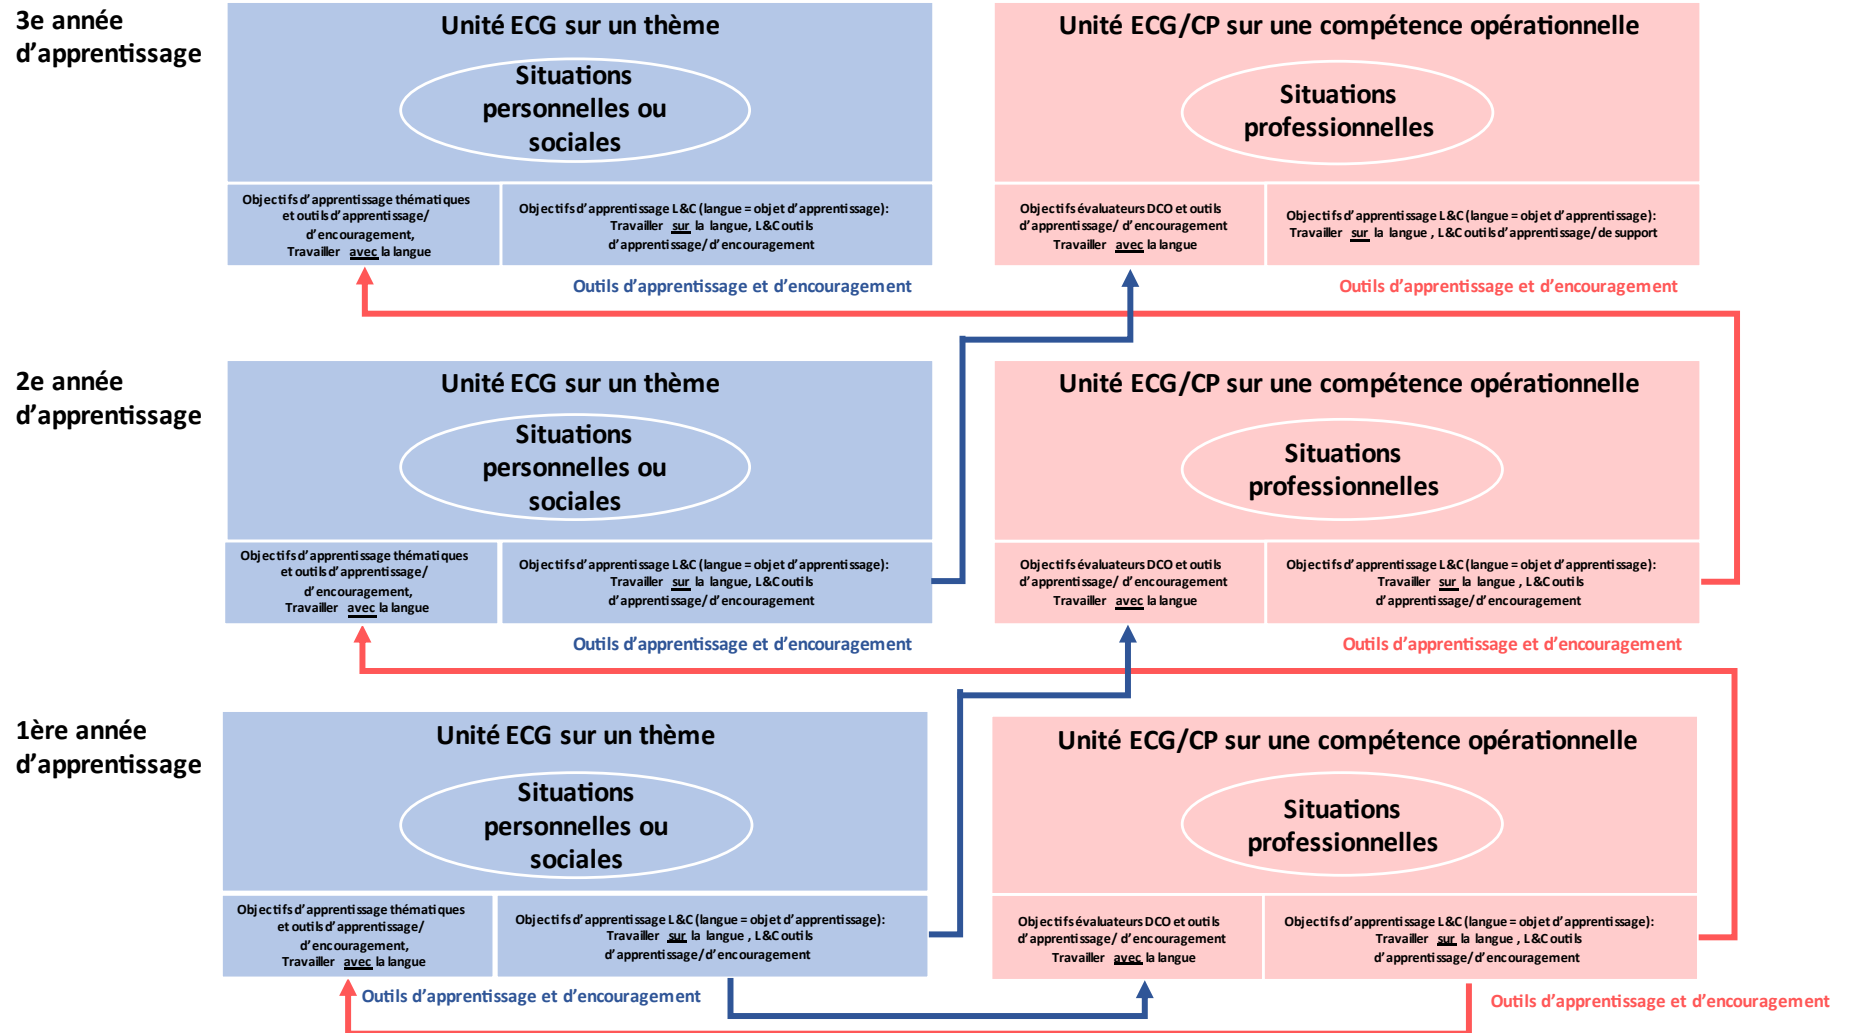 3e année
d’apprentissage
Unité ECG sur un thème
Situations
personnelles ou
sociales
Objectifs d’apprentissage thématiques
et outils d’apprentissage/
d’encouragement,
Travailler avec la langue
Objectifs d’apprentissage L&C (langue = objet d’apprentissage):
Travailler sur la langue, L&C outils
d’apprentissage/ d’encouragement
Outils d’apprentissage et d’encouragement
Unité ECG/CP sur une compétence opérationnelle
Situations
professionnelles
Objectifs évaluateurs DCO et outils
d’apprentissage/ d’encouragement
Travailler avec la langue
Objectifs d’apprentissage L&C (langue = objet d’apprentissage):
Travailler sur la langue , L&C outils d’apprentissage/ de support
Outils d’apprentissage et d’encouragement
2e année
d’apprentissage
Unité ECG sur un thème
Situations
personnelles ou
sociales
Objectifs d’apprentissage thématiques
et outils d’apprentissage/
d’encouragement,
Travailler avec la langue
Objectifs d’apprentissage L&C (langue = objet d’apprentissage):
Travailler sur la langue, L&C outils
d’apprentissage/ d’encouragement
Outils d’apprentissage et d’encouragement
Unité ECG/CP sur une compétence opérationnelle
Situations
professionnelles
Objectifs évaluateurs DCO et outils
d’apprentissage/ d’encouragement
Travailler avec la langue
Objectifs d’apprentissage L&C (langue = objet d’apprentissage):
Travailler sur la langue , L&C outils
d’apprentissage/ d’encouragement
Outils d’apprentissage et d’encouragement
1ère année
d’apprentissage
Unité ECG sur un thème
Situations
personnelles ou
sociales
Objectifs d’apprentissage thématiques
et outils d’apprentissage/
d’encouragement,
Travailler avec la langue
Objectifs d’apprentissage L&C (langue = objet d’apprentissage):
Travailler sur la langue , L&C outils
d’apprentissage/ d’encouragement
Outils d’apprentissage et d’encouragement
Unité ECG/CP sur une compétence opérationnelle
Situations
professionnelles
Objectifs évaluateurs DCO et outils
d’apprentissage/ d’encouragement
Travailler avec la langue
Objectifs d’apprentissage L&C (langue = objet d’apprentissage):
Travailler sur la langue , L&C outils
d’apprentissage/ d’encouragement
Outils d’apprentissage et d’encouragement